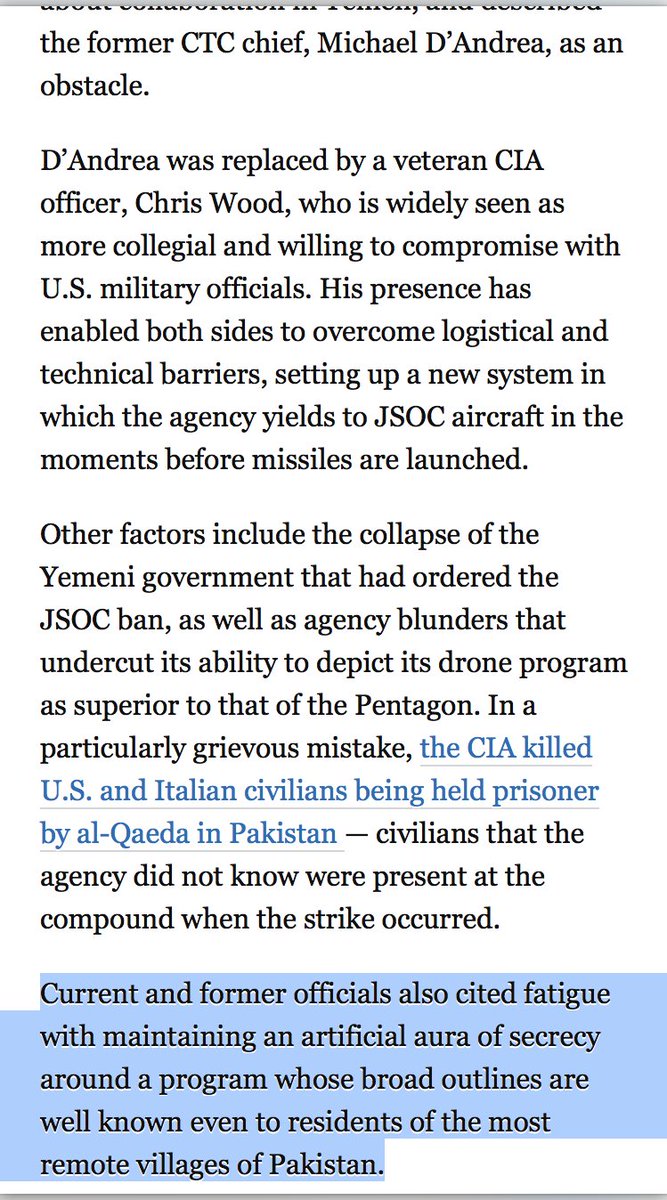 the former CTC chief, Michael D’Andrea, as an
obstacle.
D’Andrea was replaced by a veteran CIA
officer, Chris Wood, who is widely seen as
more collegial and willing to compromise with
U.S. military officials. His presence has
enabled both sides to overcome logistical and
technical barriers, setting up a new system in
which the agency yields to JSOC aircraft in the
moments before missiles are launched.
Other factors include the collapse of the
Yemeni government that had ordered the
JSOC ban, as well as agency blunders that
undercut its ability to depict its drone program
as superior to that of the Pentagon. In a
particularly grievous mistake, the CIA killed
U.S. and Italian civilians being held prisoner
by al-Qaeda in Pakistan — civilians that the
agency did not know were present at the
compound when the strike occurred.
Current and former officials also cited fatigue
with maintaining an artificial aura of secrecy
around a program whose broad outlines are
well known even to residents of the most
remote villages of Pakistan.